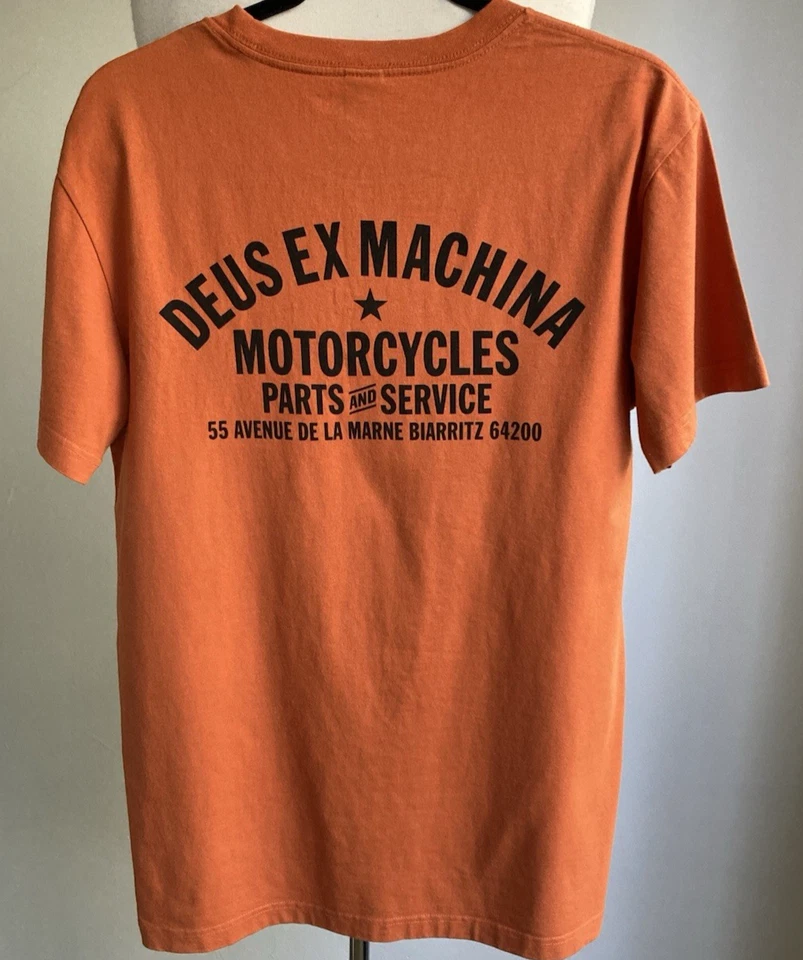 DEUS EX MACHINA
MOTORCYCLES
PARTS AND SERVICE
55 AVENUE DE LA MARNE BIARRITZ 64200